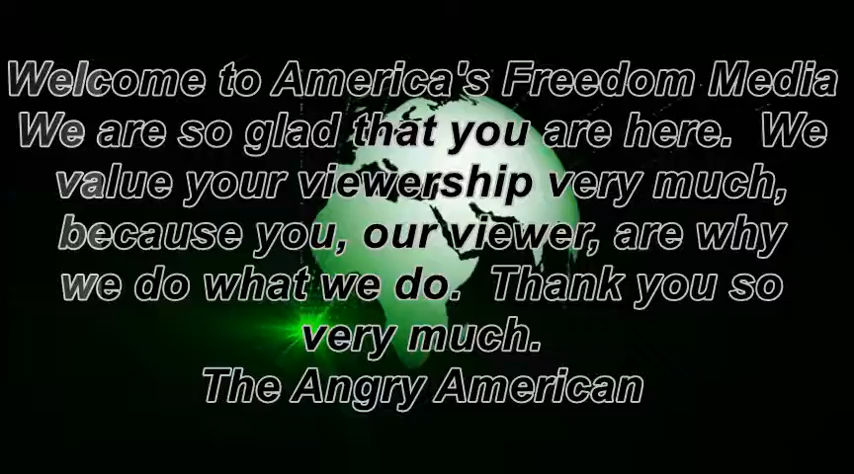 Welcome to America's Freedom Media
We are so glad that you are here.  We
value your viewership very much,
because you, our viewer, are why
we do what we do.  Thank you so
very much.
The Angry American